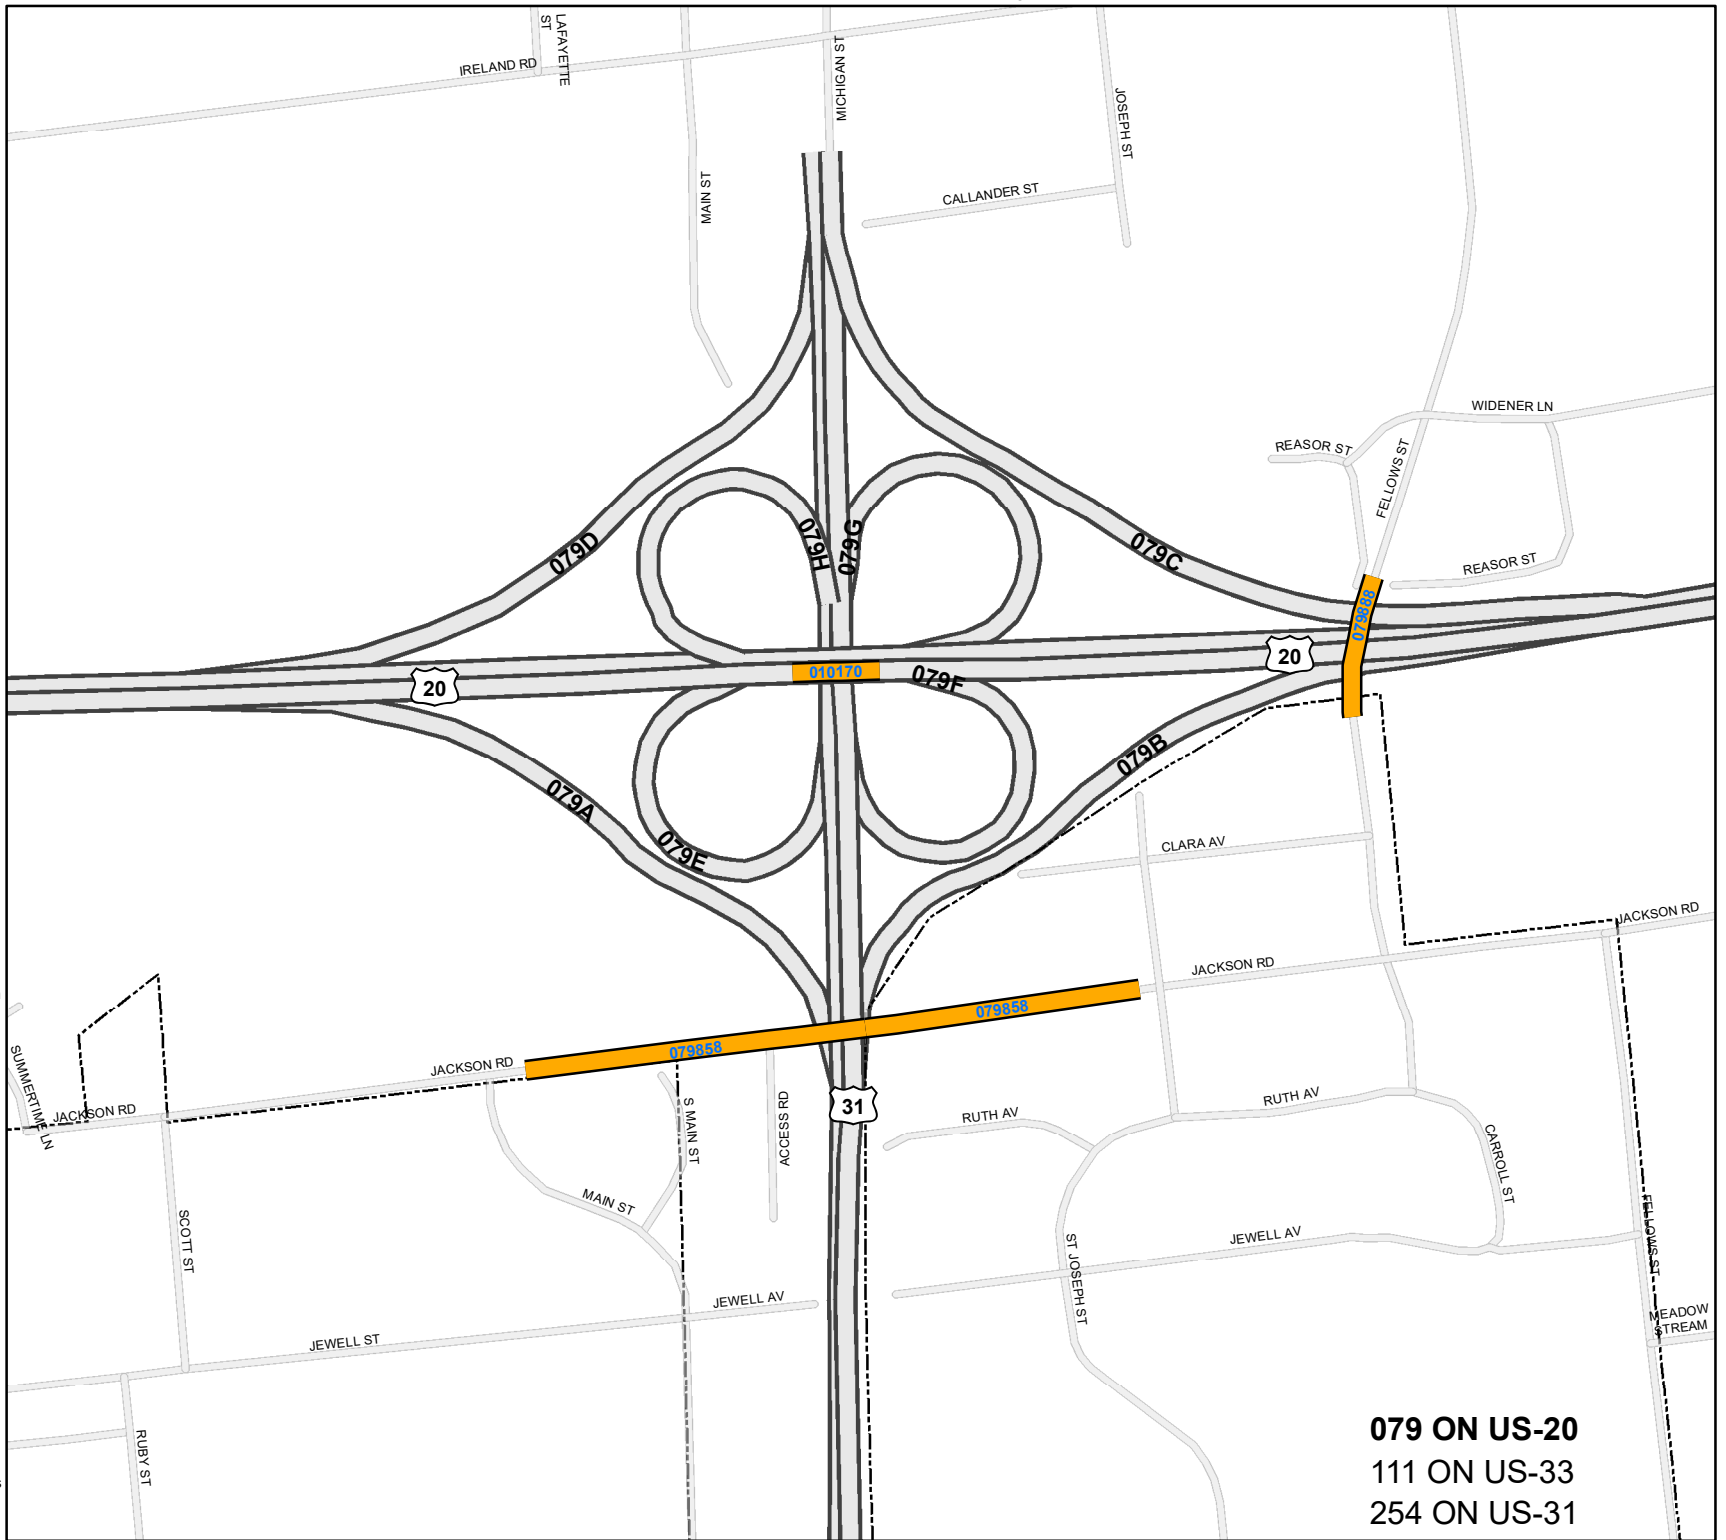 LAFAYETTE
ST
IRELAND RD
MICHIGAN ST
JOSEPH ST
MAIN ST
CALLANDER ST
WIDENER LN
REASOR ST
FELLOWS ST
079D
079H
079G
079C
REASOR ST
079888
20
010170
079F
20
079B
079A
079E
CLARA AV
JACKSON RD
JACKSON RD
079858
079858
JACKSON RD
SUMMERTIME LN
JACKSON RD
S MAIN ST
ACCESS RD
31
RUTH AV
RUTH AV
CARROLL ST
MAIN ST
SCOTT ST
ST JOSEPH ST
JEWELL AV
FELLOWS ST
JEWELL AV
JEWELL ST
MEADOW
STREAM
RUBY ST
079 ON US-20
111 ON US-33
254 ON US-31